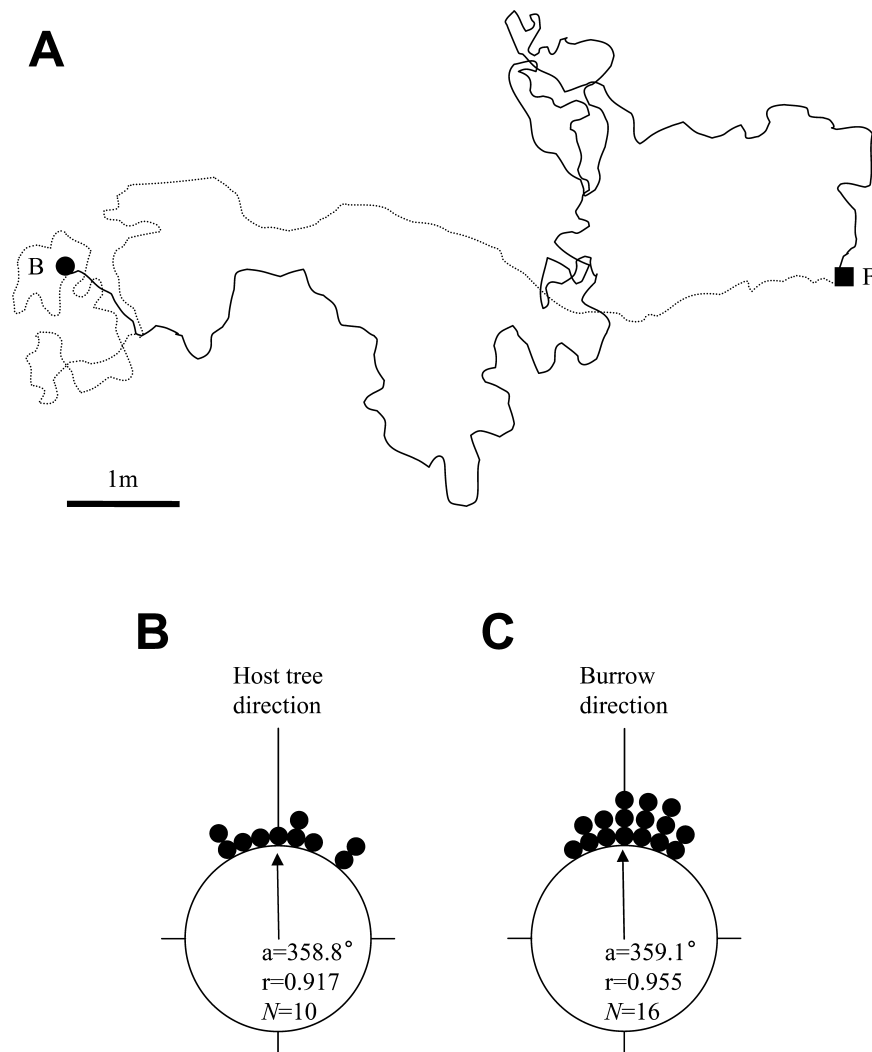 A
B
F
1m
B
C
Host tree
direction
Burrow
direction
a=358.8°
r=0.917
N=10
a=359.1°
r=0.955
N=16